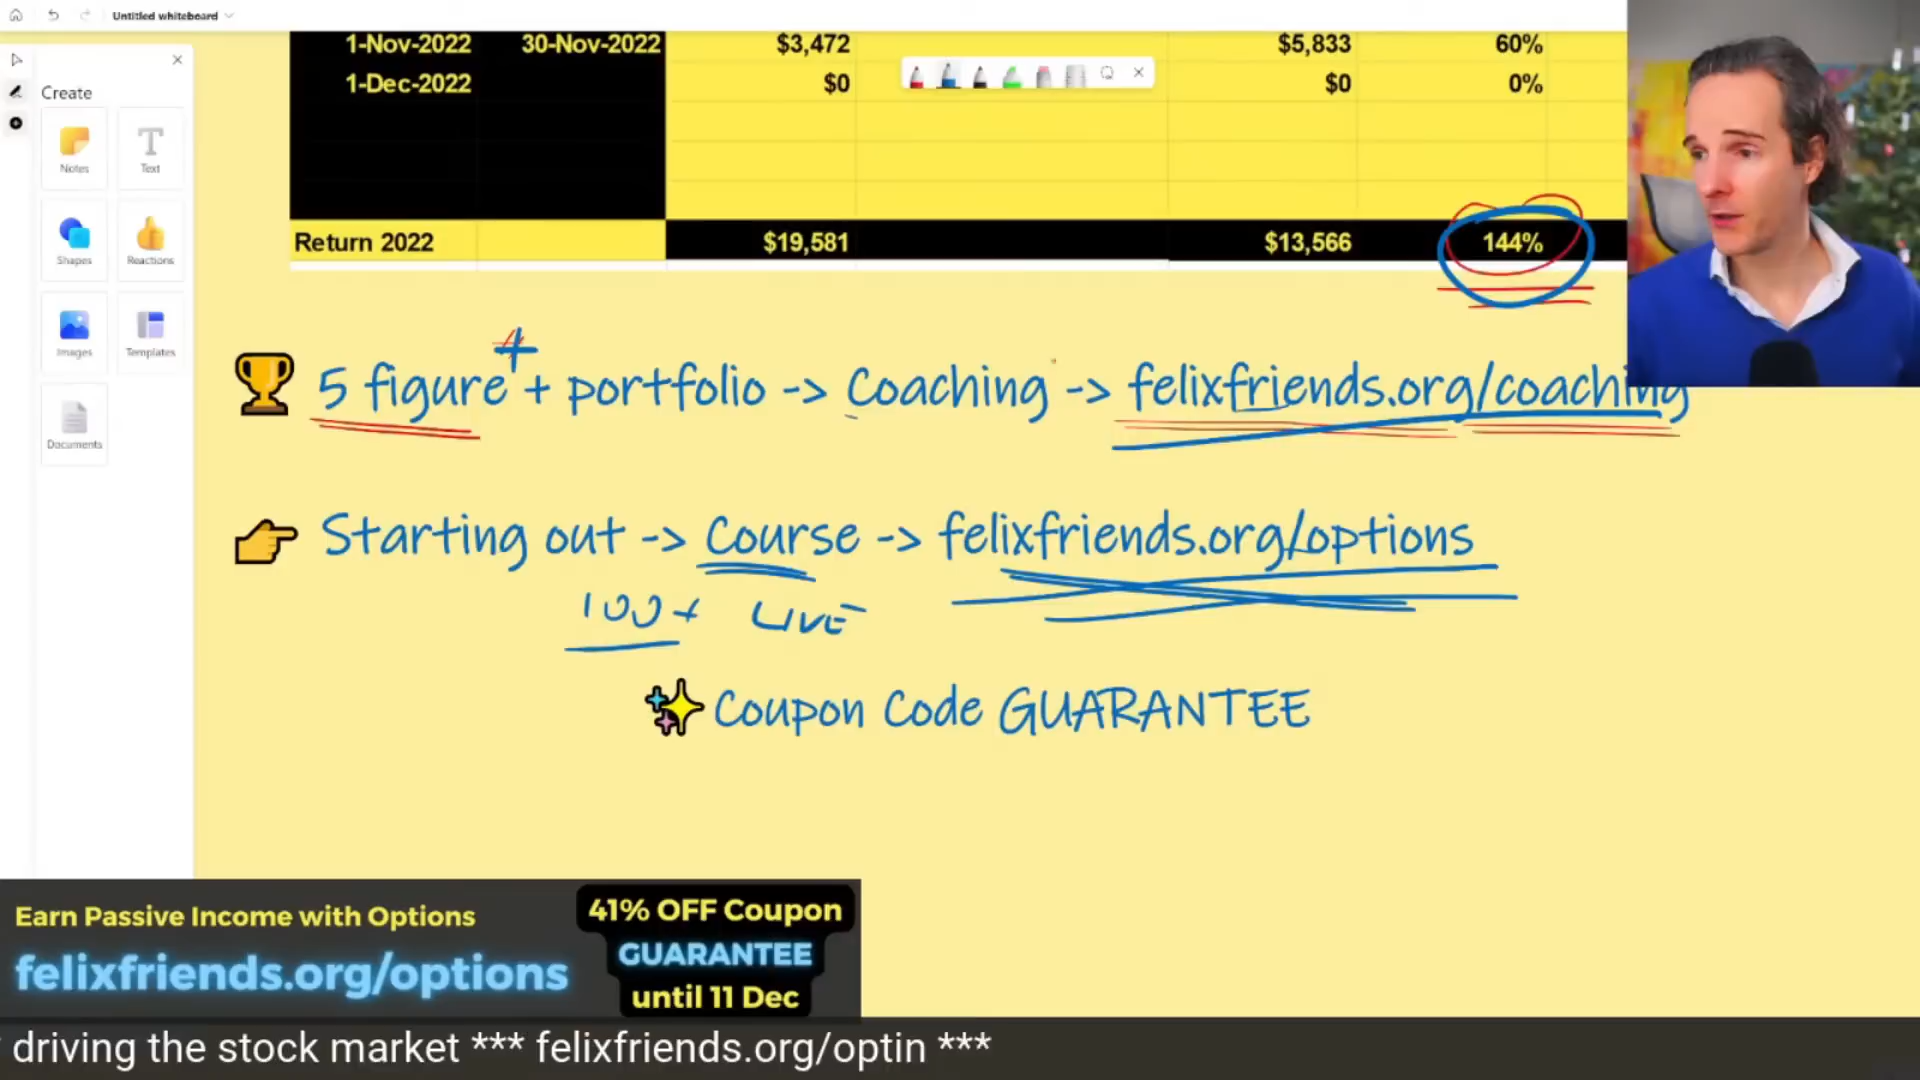 Untitled whiteboard
Create
Notes
Text
Shapes
Reactions
Images
Templates
Documents
1-Nov-2022 30-Nov-2022 $3,472 $5,833 60%
1-Dec-2022 $0 $0 0%
Return 2022 $19,581 $13,566 144%
5 figure+ + portfolio -> Coaching -> felixfriends.org/coaching
Starting out -> Course -> felixfriends.org/options
100+ LIVE
Coupon Code GUARANTEE
Earn Passive Income with Options
felixfriends.org/options
41% OFF Coupon
GUARANTEE
until 11 Dec
driving the stock market *** felixfriends.org/optin ***